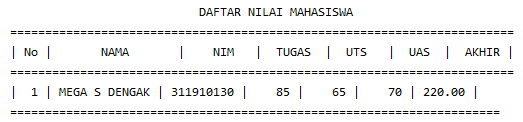 DAFTAR NILAI MAHASISWA
==========================================================================
| No |       NAMA       |    NIM   |  TUGAS  |   UTS   |   UAS  |  AKHIR |
==========================================================================
|  1 | MEGA S DENGAK | 311910130 |    85 |    65 |    70 | 220.00 |
======================================================================